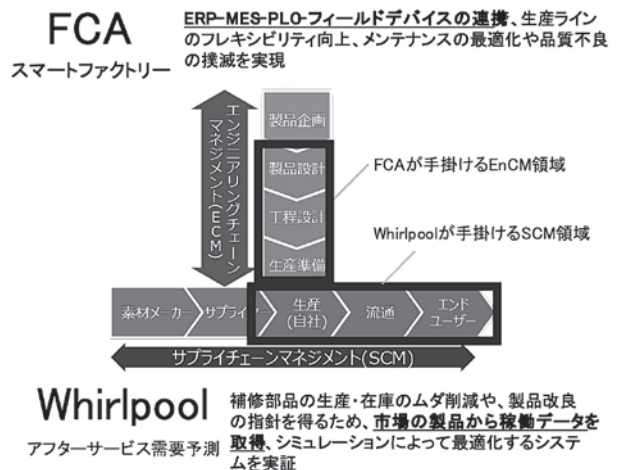 FCA
スマートファクトリー
ERP-MES-PLO-フィールドデバイスの連携、生産ライン
のフレキシビリティ向上、メンテナンスの最適化や品質不良
の撲滅を実現
エンジニアリングチェーン
マネジメント(ECM)
製品企画
製品設計
工程設計
生産準備
FCAが手掛けるEnCM領域
Whirlpoolが手掛けるSCM領域
素材メーカー
サプライヤー
生産
(自社)
流通
エンド
ユーザー
サプライチェーンマネジメント(SCM)
Whirlpool
アフターサービス需要予測
補修部品の生産・在庫のムダ削減や、製品改良
の指針を得るため、市場の製品から稼働データを
取得、シミュレーションによって最適化するシステ
ムを実証